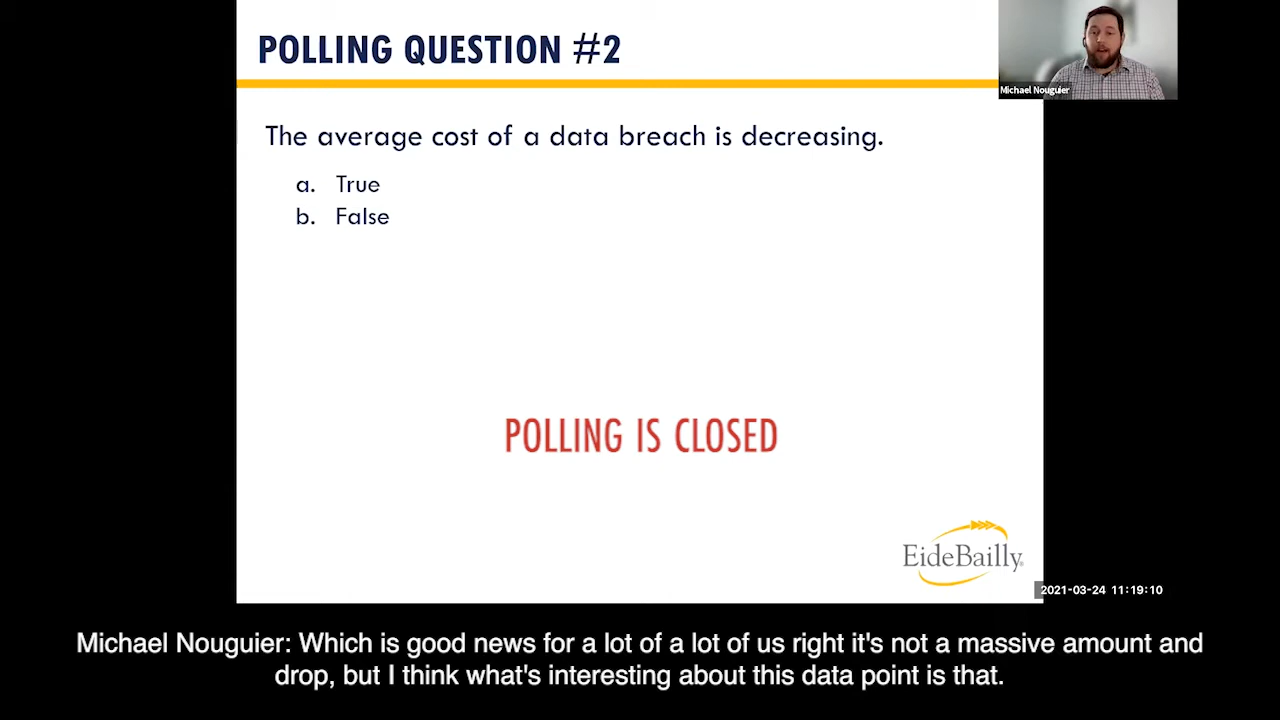 POLLING QUESTION #2
Michael Nouguier
The average cost of a data breach is decreasing.
a. True
b. False
POLLING IS CLOSED
EideBailly®
2021-03-24 11:19:10
Michael Nouguier: Which is good news for a lot of a lot of us right it's not a massive amount and
drop, but I think what's interesting about this data point is that.